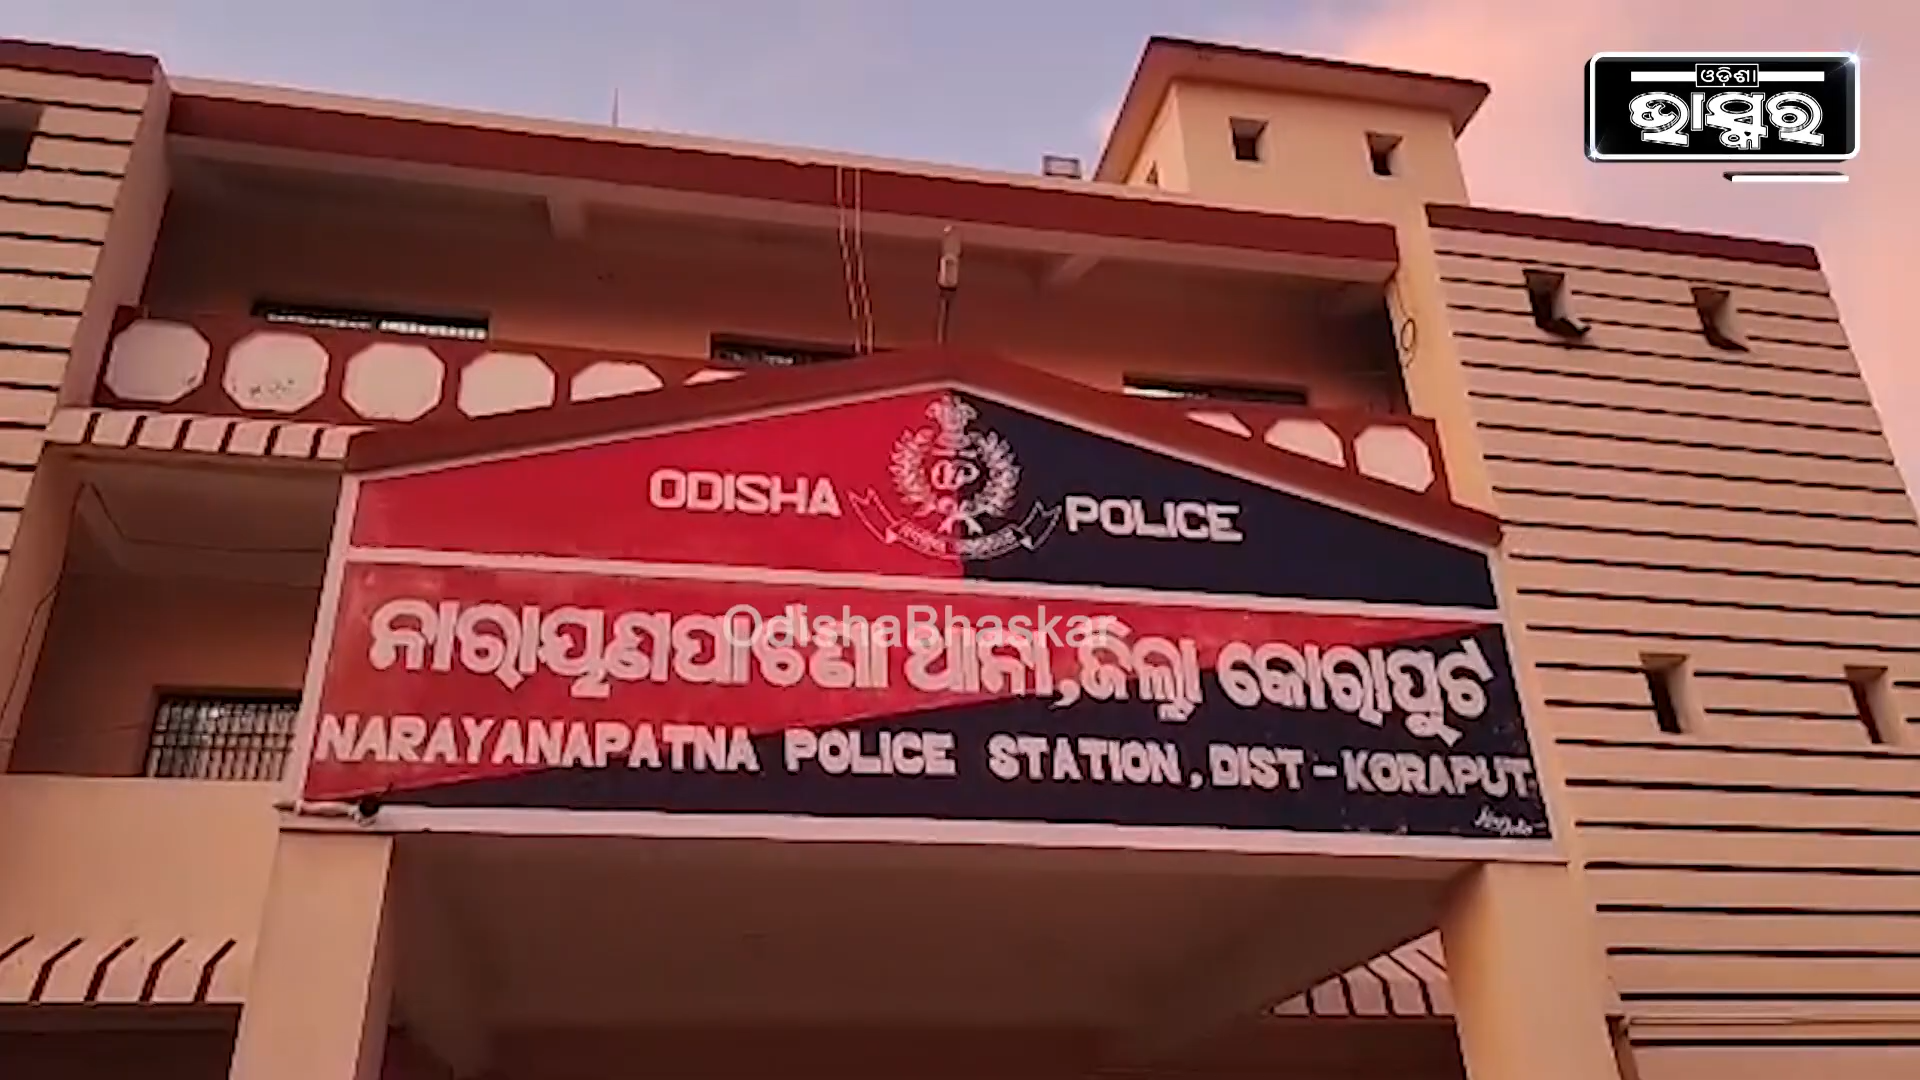 ଓଡ଼ିଶା
ଭାସ୍କର
ODISHA POLICE
OdishaBhaskar
ନାରାୟଣପାଟଣା ଥାନା,ଜିଲ୍ଲା କୋରାପୁଟ
NARAYANAPATNA POLICE STATION, DIST - KORAPUT